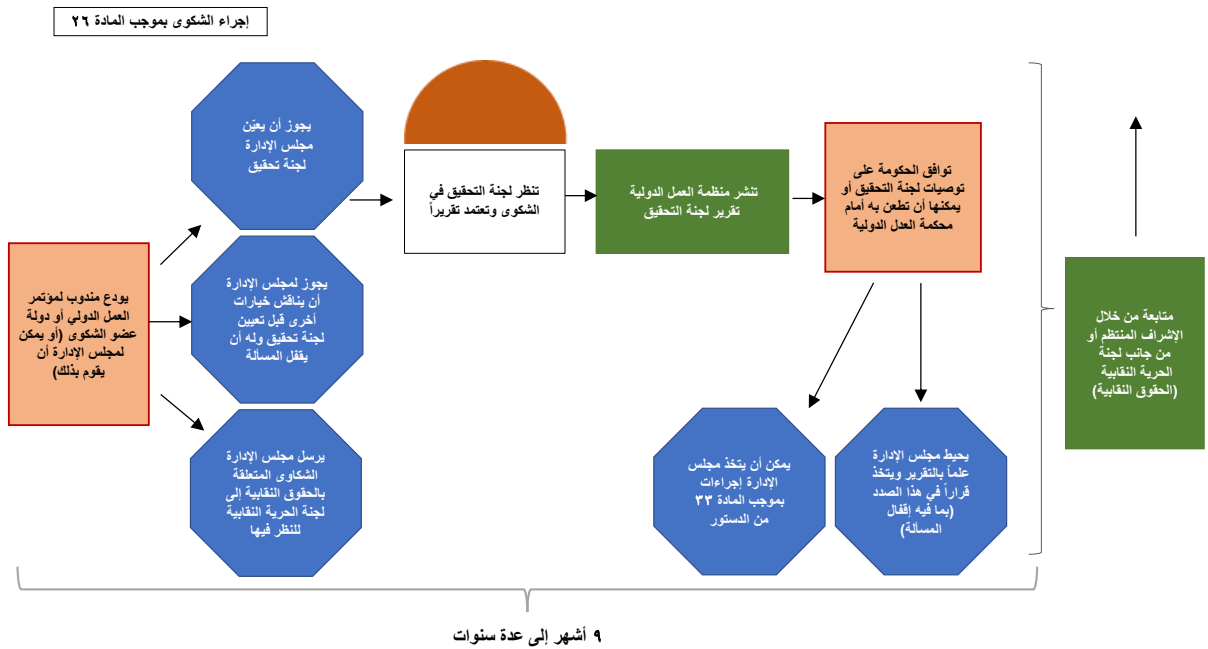 إجراء الشكوى بموجب المادة ٢٦
يودع مندوب لمؤتمر
العمل الدولي أو دولة
عضو الشكوى (أو يمكن
لمجلس الإدارة أن
يقوم بذلك)
يجوز أن يعيّن
مجلس الإدارة
لجنة تحقيق
يجوز لمجلس الإدارة
أن يناقش خيارات
أخرى قبل تعيين
لجنة تحقيق وله أن
يقفل المسألة
يرسل مجلس الإدارة
الشكاوى المتعلقة
بالحقوق النقابية إلى
لجنة الحرية النقابية
للنظر فيها
تنظر لجنة التحقيق في
الشكوى وتعتمد تقريراً
تنشر منظمة العمل الدولية
تقرير لجنة التحقيق
توافق الحكومة على
توصيات لجنة التحقيق أو
يمكنها أن تطعن به أمام
محكمة العدل الدولية
يمكن أن يتخذ مجلس
الإدارة إجراءات
بموجب المادة ٣٣
من الدستور
يحيط مجلس الإدارة
علماً بالتقرير ويتخذ
قراراً في هذا الصدد
(بما فيه إقفال
المسألة)
متابعة من خلال
الإشراف المنتظم أو
من جانب لجنة
الحرية النقابية
(الحقوق النقابية)
٩ أشهر إلى عدة سنوات